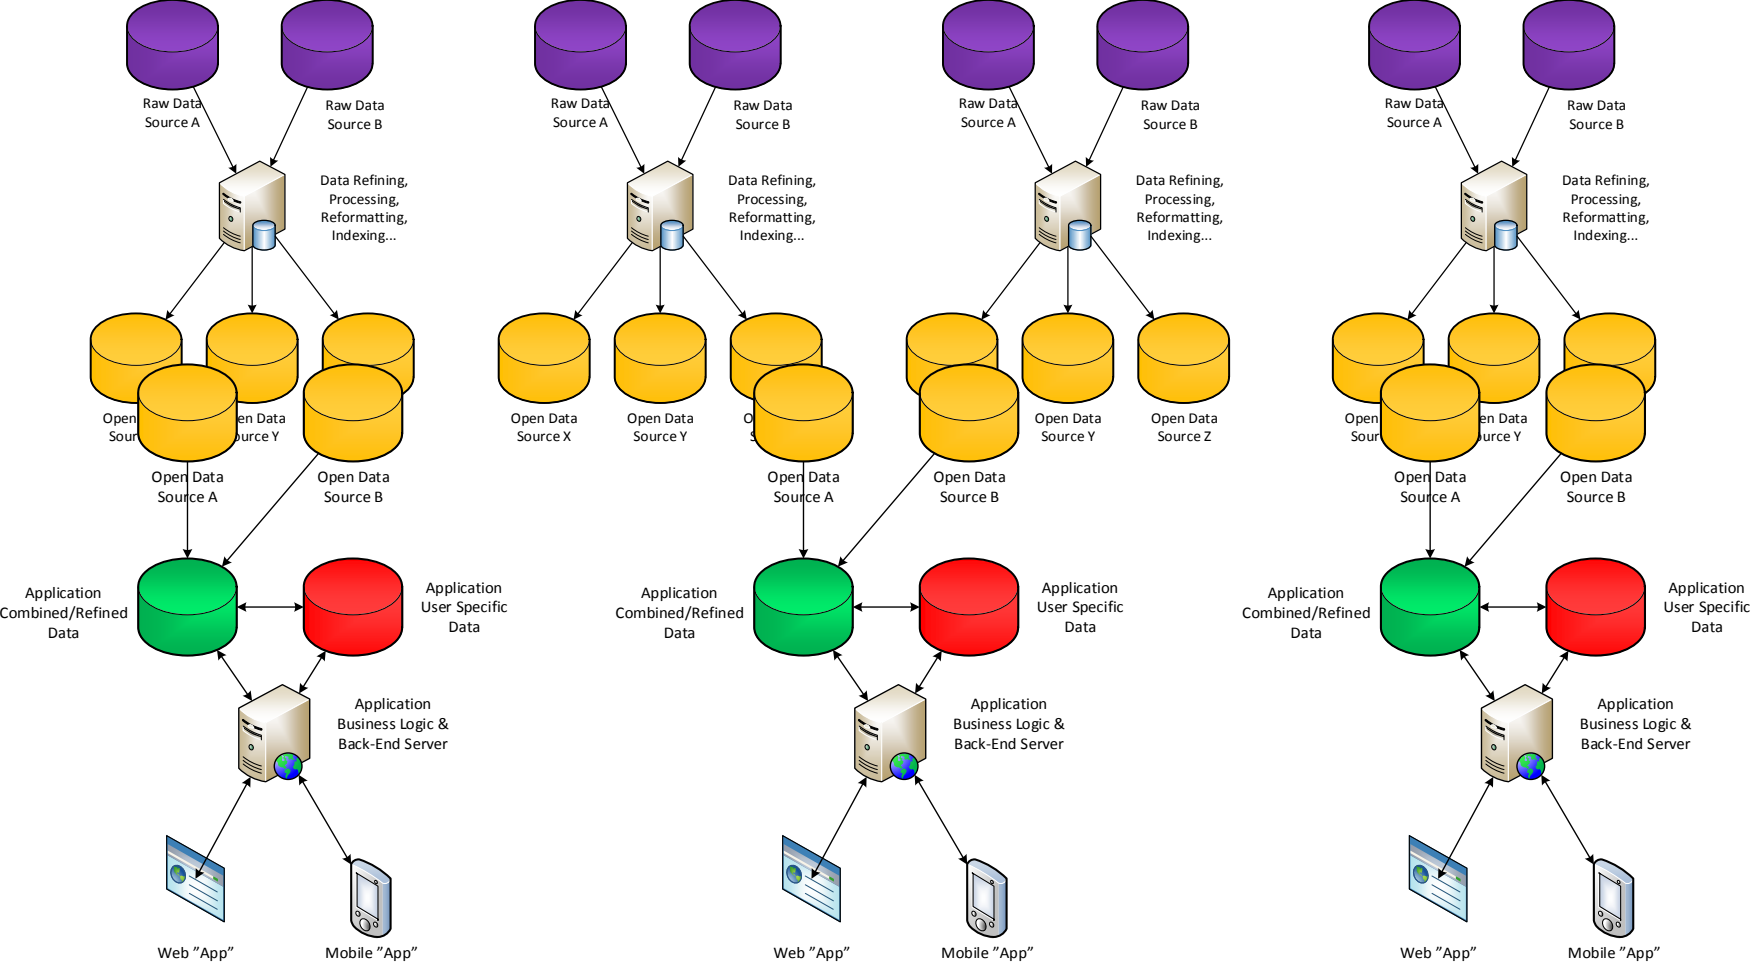 Raw Data
Source A
Raw Data
Source B
Raw Data
Source A
Raw Data
Source B
Raw Data
Source A
Raw Data
Source B
Raw Data
Source A
Raw Data
Source B
Data Refining,
Processing,
Reformatting,
Indexing...
Data Refining,
Processing,
Reformatting,
Indexing...
Data Refining,
Processing,
Reformatting,
Indexing...
Data Refining,
Processing,
Reformatting,
Indexing...
Open
Data
Y
Open Data
Source X
Open Data
Source Y
Open Data
Source Y
Open Data
Source Z
Open
Data
Y
Open Data
Source A
Open Data
Source B
Open Data
Source A
Open Data
Source B
Open Data
Source A
Open Data
Source B
Application
Combined/Refined
Data
Application
User Specific
Data
Application
Combined/Refined
Data
Application
User Specific
Data
Application
Combined/Refined
Data
Application
User Specific
Data
Application
Business Logic &
Back-End Server
Application
Business Logic &
Back-End Server
Application
Business Logic &
Back-End Server
Web ”App”
Mobile ”App”
Web ”App”
Mobile ”App”
Web ”App”
Mobile ”App”